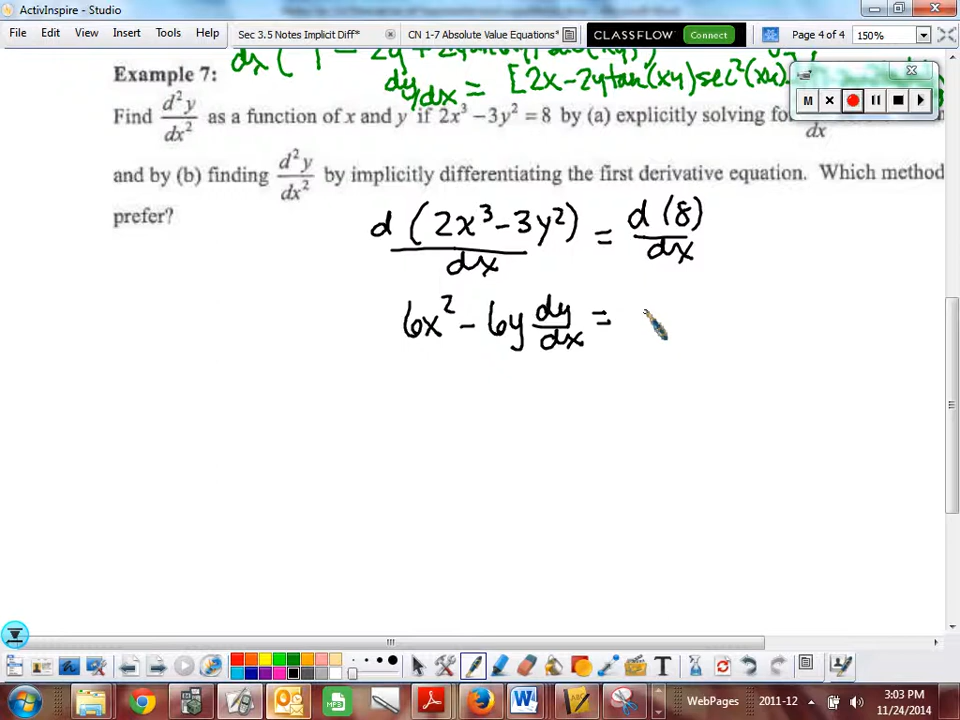 ActivInspire - Studio
File Edit View Insert Tools Help Sec 3.5 Notes Implicit Diff* CN 1-7 Absolute Value Equations* CLASSFLOW Connect Page 4 of 4 150%
Example 7:
dy/dx = [2x-2ytan(xy)sec²(xy)
M
Find d²y/dx² as a function of x and y if 2x³ − 3y² = 8 by (a) explicitly solving for
dx
and by (b) finding d²y/dx² by implicitly differentiating the first derivative equation. Which method
prefer?
d (2x³-3y²)/dx = d (8)/dx
6x² - 6y dy/dx =
WebPages 2011-12 3:03 PM
11/24/2014